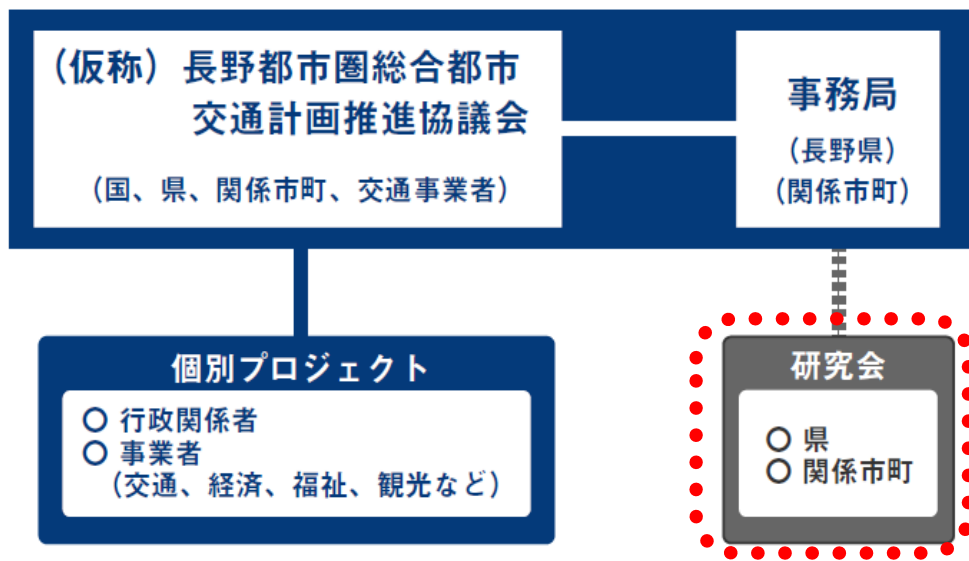 （仮称）長野都市圏総合都市
交通計画推進協議会
（国、県、関係市町、交通事業者）
事務局
（長野県）
（関係市町）
個別プロジェクト
○ 行政関係者
○ 事業者
（交通、経済、福祉、観光など）
研究会
○ 県
○ 関係市町